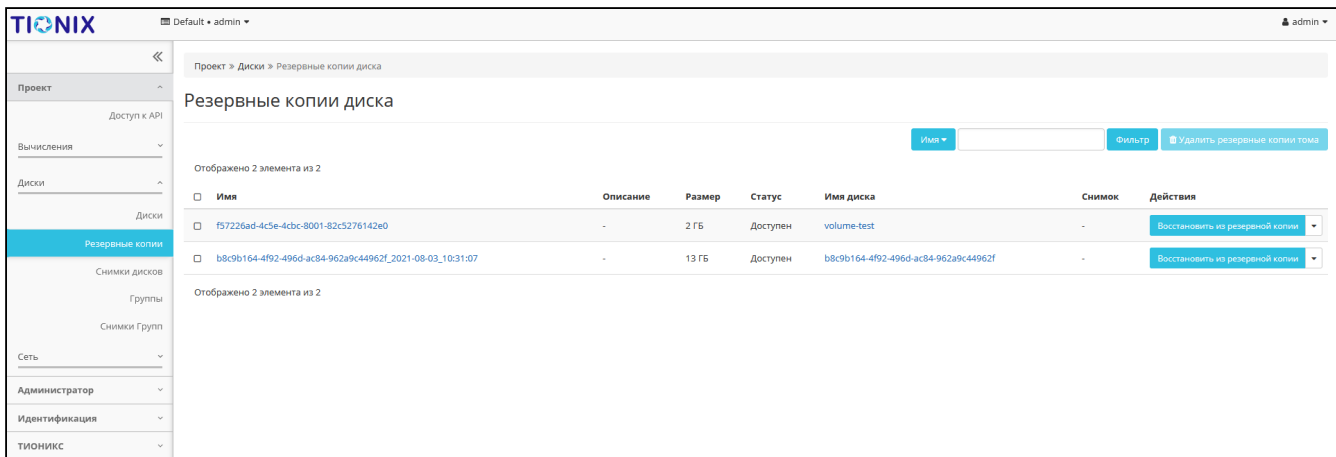 TIONIX
Default • admin
admin
Проект » Диски » Резервные копии диска
Проект
Доступ к API
Вычисления
Диски
Диски
Резервные копии
Снимки дисков
Группы
Снимки Групп
Сеть
Администратор
Идентификация
ТИОНИКС
Резервные копии диска
Имя Фильтр Удалить резервные копии тома
Отображено 2 элемента из 2
Имя Описание Размер Статус Имя диска Снимок Действия
f57226ad-4c5e-4cbc-8001-82c5276142e0 - 2 ГБ Доступен volume-test - Восстановить из резервной копии
b8c9b164-4f92-496d-ac84-962a9c44962f_2021-08-03_10:31:07 - 13 ГБ Доступен b8c9b164-4f92-496d-ac84-962a9c44962f - Восстановить из резервной копии
Отображено 2 элемента из 2